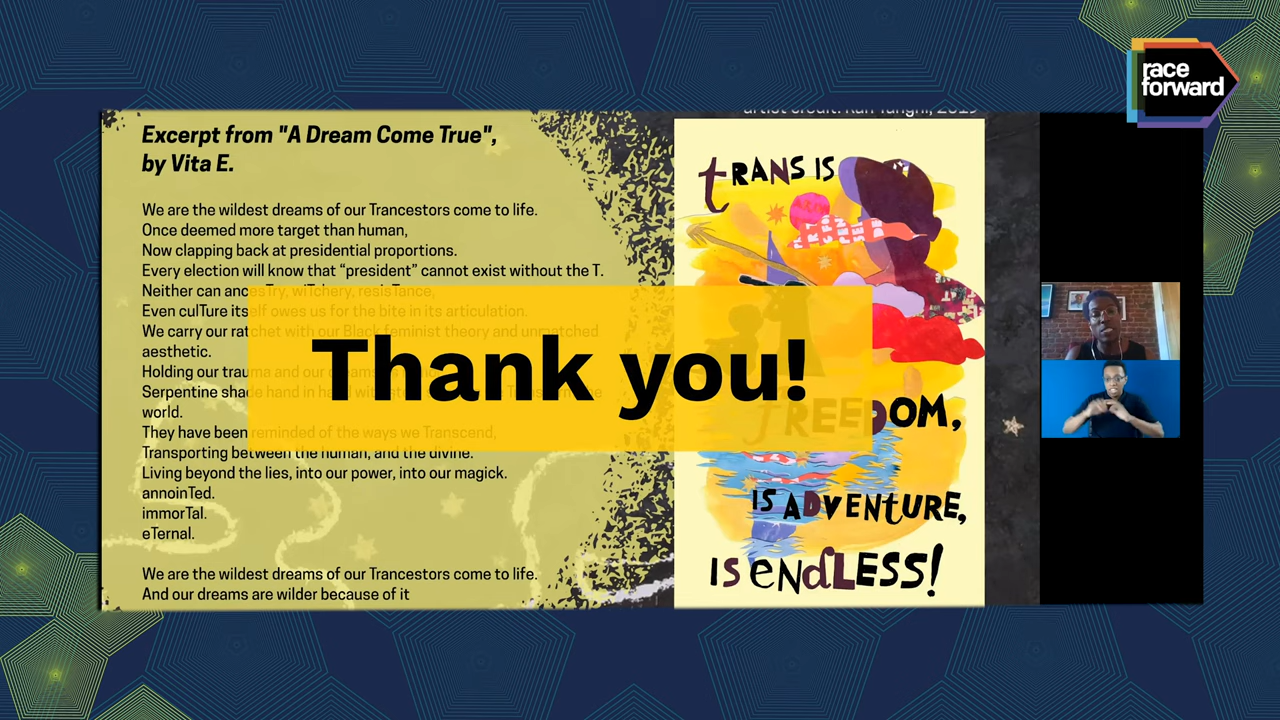 race
forward
artist credit:
Excerpt from "A Dream Come True",
by Vita E.
We are the wildest dreams of our Trancestors come to life.
Once deemed more target than human,
Now clapping back at presidential proportions.
Every election will know that “president” cannot exist without the T.
Neither can ancesTry, wiTchery, resisTance,
Even culTure itself owes us for the bite in its articulation.
We carry our ratchet with our Black feminist theory and unmatched
aesthetic.
Holding our trauma and our dreams
Serpentine shade hand in hand with
world.
They have been reminded of the ways we Transcend,
Transporting between the human, and the divine.
Living beyond the lies, into our power, into our magick.
annoinTed.
immorTal.
eTernal.
We are the wildest dreams of our Trancestors come to life.
And our dreams are wilder because of it
Thank you!
tRANS IS
fREEDOM,
IS ADVENtURE,
IS eNdLESS!